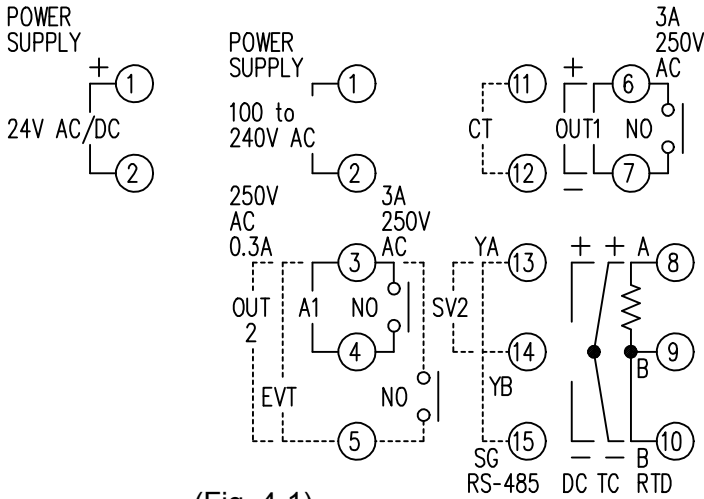 POWER
SUPPLY
+
1
24V AC/DC
2
POWER
SUPPLY
1
100 to
240V AC
2
3A
250V
AC
11
+
6
CT
OUT1
NO
12
−
7
250V
AC
0.3A
3A
250V
AC
3
OUT
2
A1
NO
4
EVT
NO
5
YA
13
SV2
14
YB
SG
15
RS-485
+
+
A
8
B
9
−
−
B
10
DC
TC
RTD
(Fig. 4-1)